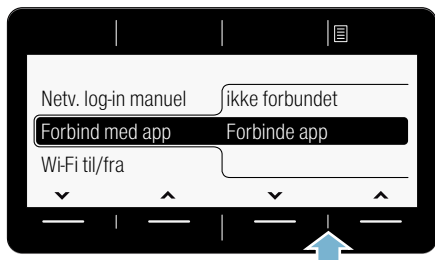 Netv. log-in manuel ikke forbundet
Forbind med app Forbinde app
Wi-Fi til/fra